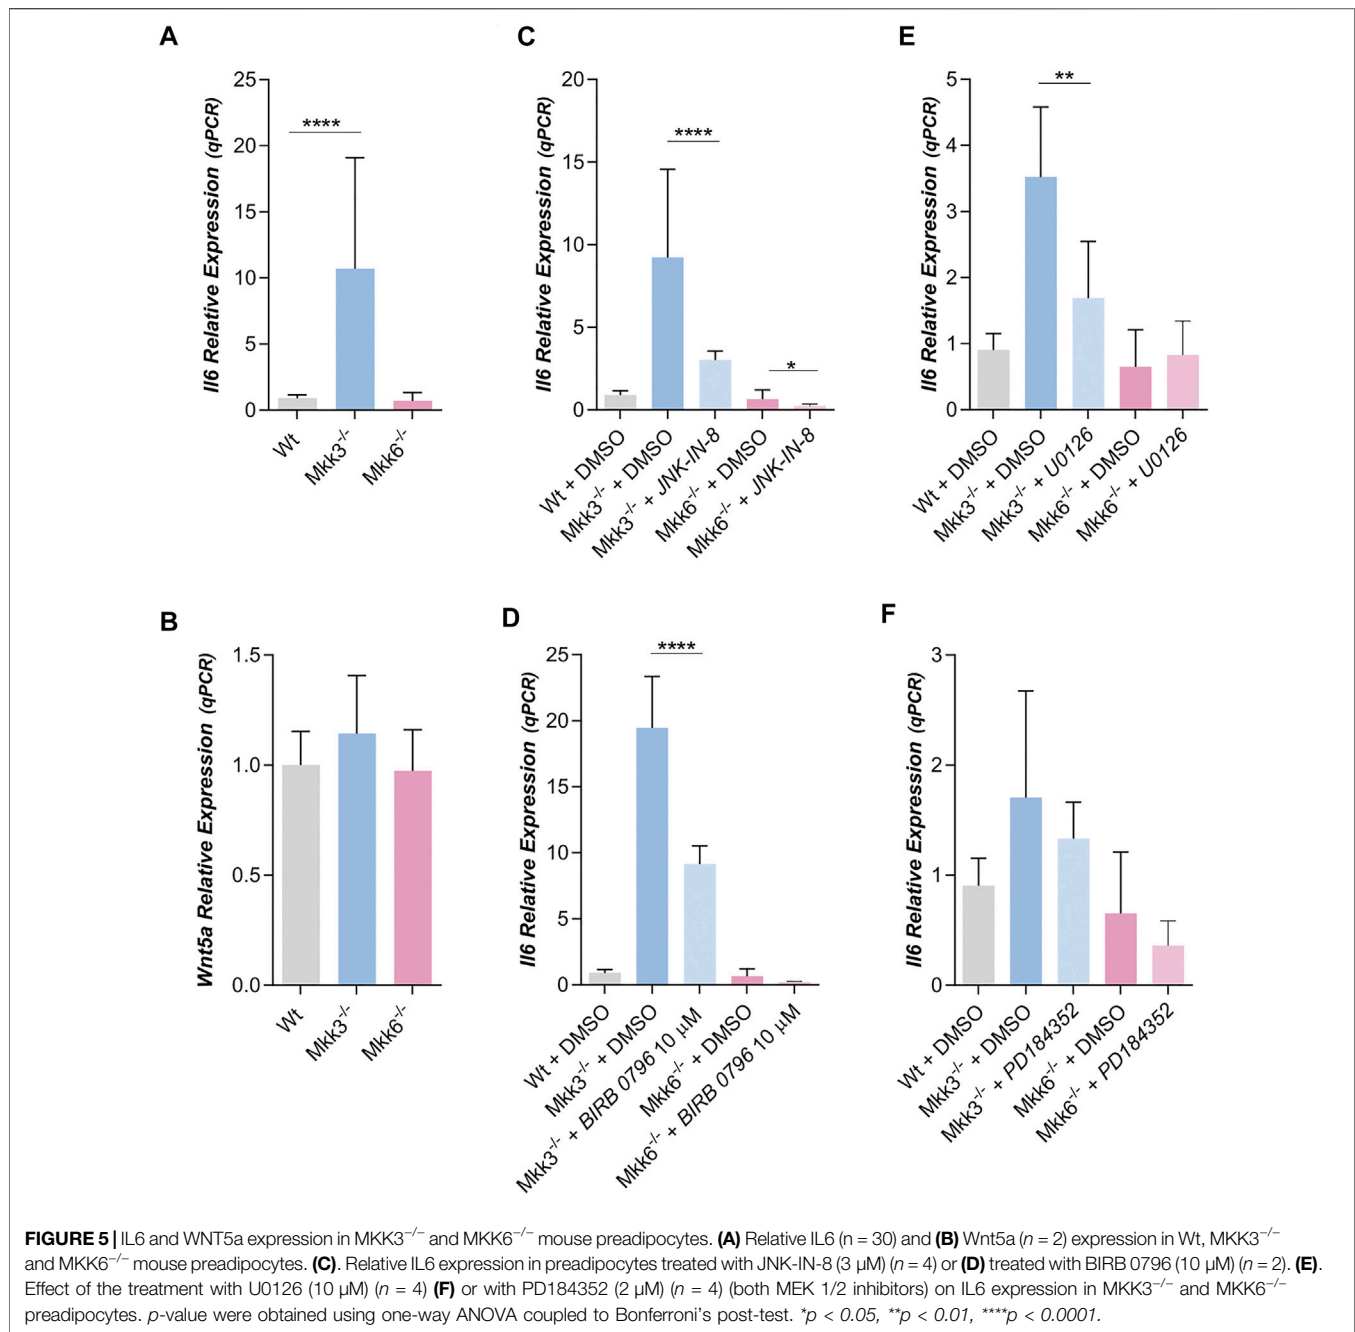 A
Il6 Relative Expression (qPCR)
25
20
15
10
5
0
****
Wt
Mkk3-/-
Mkk6-/-
C
Il6 Relative Expression (qPCR)
20
15
10
5
0
****
*
Wt + DMSO
Mkk3-/- + DMSO
Mkk3-/- + JNK-IN-8
Mkk6-/- + DMSO
Mkk6-/- + JNK-IN-8
E
Il6 Relative Expression (qPCR)
5
4
3
2
1
0
**
Wt + DMSO
Mkk3-/- + DMSO
Mkk3-/- + U0126
Mkk6-/- + DMSO
Mkk6-/- + U0126
B
Wnt5a Relative Expression (qPCR)
1.5
1.0
0.5
0.0
Wt
Mkk3-/-
Mkk6-/-
D
Il6 Relative Expression (qPCR)
25
20
15
10
5
0
****
Wt + DMSO
Mkk3-/- + DMSO
Mkk3-/- + BIRB 0796 10 µM
Mkk6-/- + DMSO
Mkk6-/- + BIRB 0796 10 µM
F
Il6 Relative Expression (qPCR)
3
2
1
0
Wt + DMSO
Mkk3-/- + DMSO
Mkk3-/- + PD184352
Mkk6-/- + DMSO
Mkk6-/- + PD184352
FIGURE 5 | IL6 and WNT5a expression in MKK3−/− and MKK6−/− mouse preadipocytes. (A) Relative IL6 (n = 30) and (B) Wnt5a (n = 2) expression in Wt, MKK3−/−
and MKK6−/− mouse preadipocytes. (C). Relative IL6 expression in preadipocytes treated with JNK-IN-8 (3 µM) (n = 4) or (D) treated with BIRB 0796 (10 µM) (n = 2). (E).
Effect of the treatment with U0126 (10 µM) (n = 4) (F) or with PD184352 (2 µM) (n = 4) (both MEK 1/2 inhibitors) on IL6 expression in MKK3−/− and MKK6−/−
preadipocytes. p-value were obtained using one-way ANOVA coupled to Bonferroni’s post-test. *p < 0.05, **p < 0.01, ****p < 0.0001.